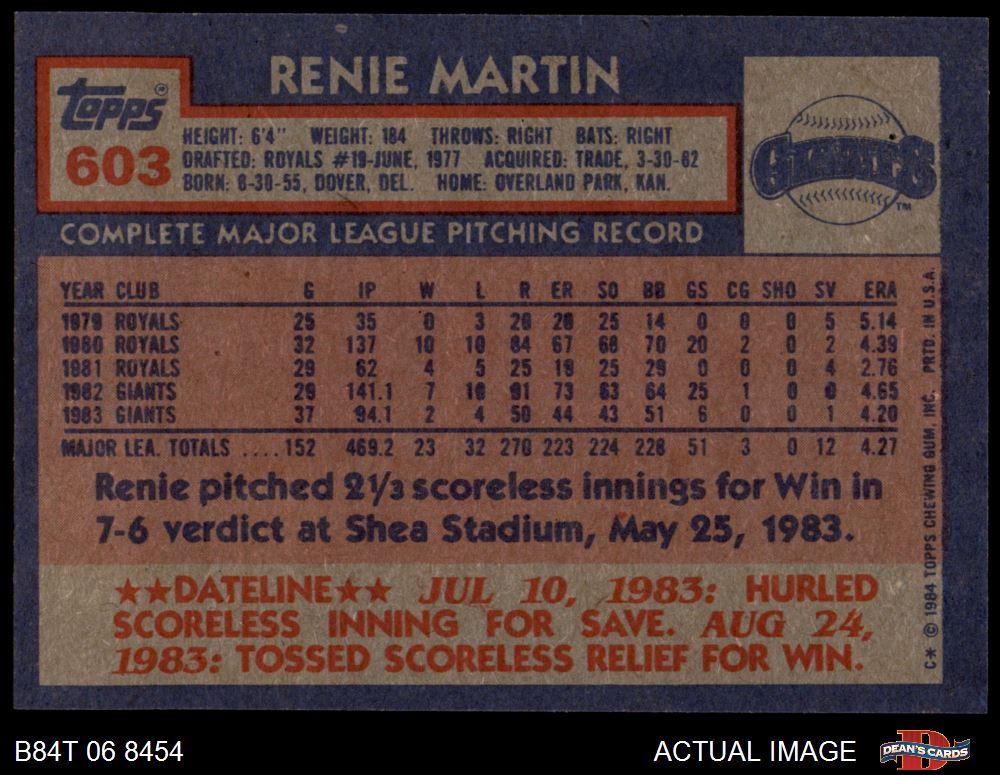 RENIE MARTIN
Topps ®
603
HEIGHT: 6'4" WEIGHT: 184 THROWS: RIGHT BATS: RIGHT
DRAFTED: ROYALS #19-JUNE, 1977 ACQUIRED: TRADE, 3-30-82
BORN: 8-30-55, DOVER, DEL. HOME: OVERLAND PARK, KAN.
GIANTS
TM
COMPLETE MAJOR LEAGUE PITCHING RECORD
YEAR CLUB G IP W L R ER SO BB GS CG SHO SV ERA
1979 ROYALS 25 35 0 3 20 20 25 14 0 0 0 5 5.14
1980 ROYALS 32 137 10 10 84 67 68 70 20 2 0 2 4.39
1981 ROYALS 29 62 4 5 25 19 25 29 0 0 0 4 2.76
1982 GIANTS 29 141.1 7 10 91 73 63 64 25 1 0 0 4.65
1983 GIANTS 37 94.1 2 4 50 44 43 51 6 0 0 1 4.20
MAJOR LEA. TOTALS .... 152 469.2 23 32 270 223 224 228 51 3 0 12 4.27
Renie pitched 2⅓ scoreless innings for Win in
7-6 verdict at Shea Stadium, May 25, 1983.
★★DATELINE★★ JUL 10, 1983: HURLED
SCORELESS INNING FOR SAVE. AUG 24,
1983: TOSSED SCORELESS RELIEF FOR WIN.
C* © 1984 TOPPS CHEWING GUM, INC. PRTD. IN U.S.A.
B84T 06 8454
ACTUAL IMAGE
DEAN'S CARDS